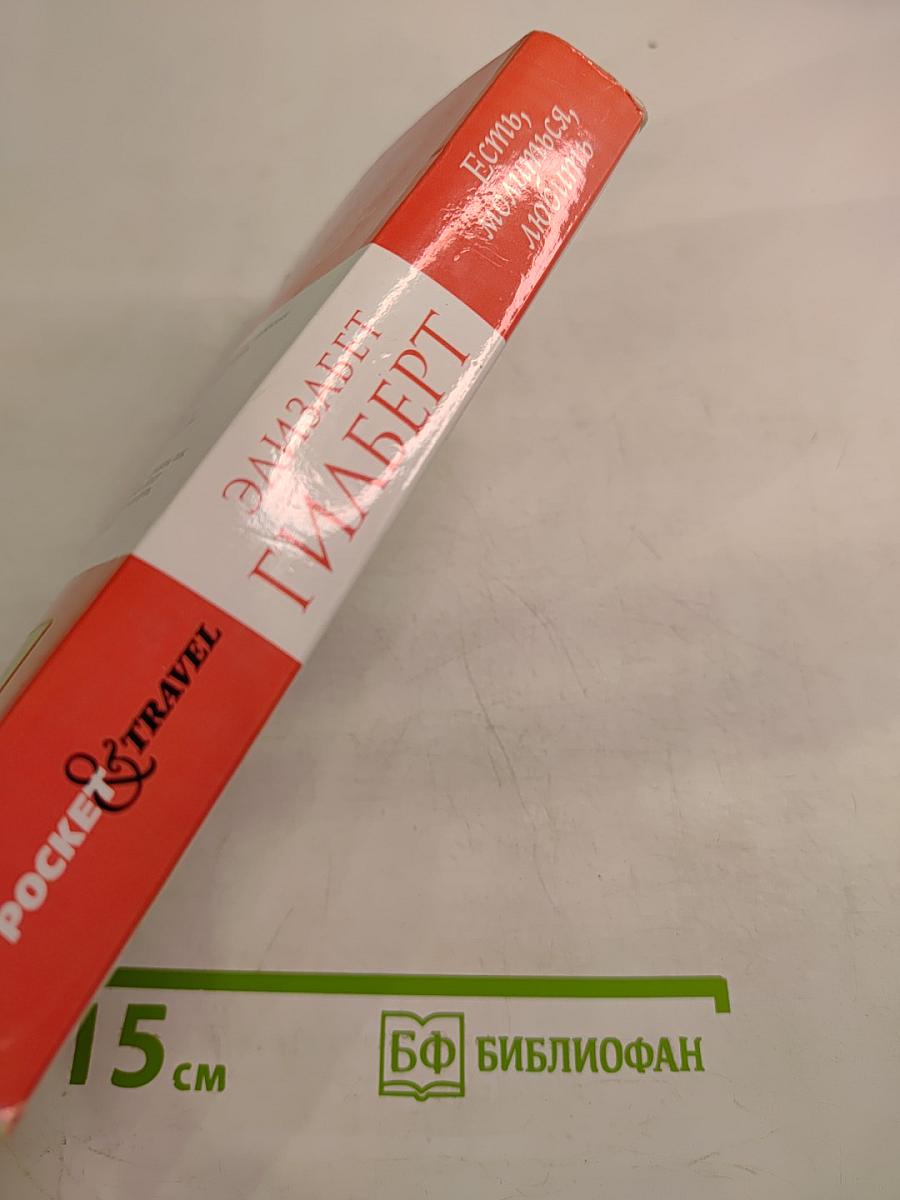 Есть,
молиться,
любить
ЭЛИЗАБЕТ
ГИЛБЕРТ
POCKET & TRAVEL
15 см
БФ БИБЛИОФАН